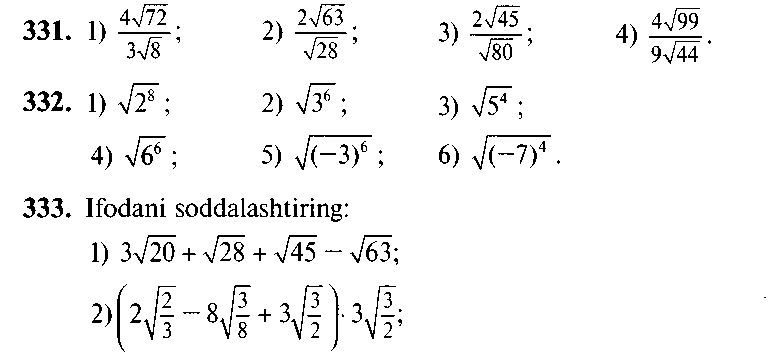 331. 1) $\frac{4\sqrt{72}}{3\sqrt{8}}$; 2) $\frac{2\sqrt{63}}{\sqrt{28}}$; 3) $\frac{2\sqrt{45}}{\sqrt{80}}$; 4) $\frac{4\sqrt{99}}{9\sqrt{44}}$.
332. 1) $\sqrt{2^8}$; 2) $\sqrt{3^6}$; 3) $\sqrt{5^4}$;
4) $\sqrt{6^6}$; 5) $\sqrt{(-3)^6}$; 6) $\sqrt{(-7)^4}$.
333. Ifodani soddalashtiring:
1) $3\sqrt{20} + \sqrt{28} + \sqrt{45} - \sqrt{63}$;
2) $\left(2\sqrt{\frac{2}{3}} - 8\sqrt{\frac{3}{8}} + 3\sqrt{\frac{3}{2}}\right) \cdot 3\sqrt{\frac{3}{2}}$;